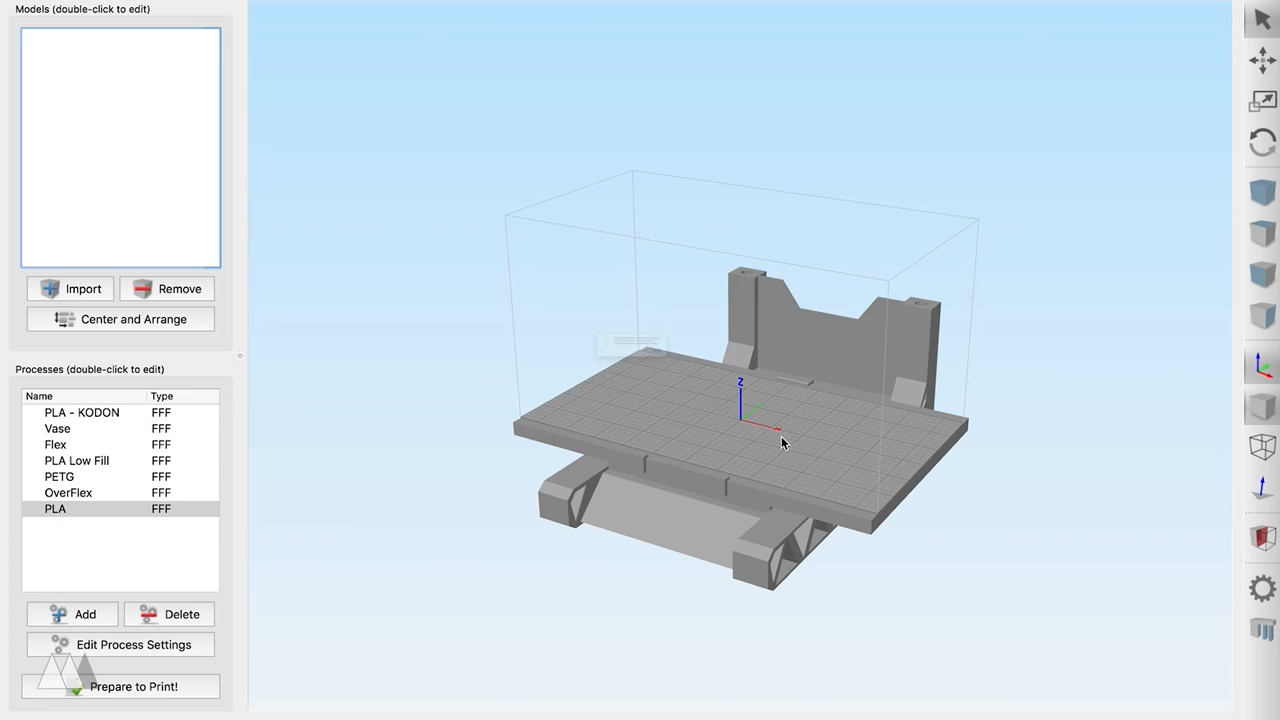 Models (double-click to edit)
Import
Remove
Center and Arrange
Processes (double-click to edit)
Name Type
PLA - KODON FFF
Vase FFF
Flex FFF
PLA Low Fill FFF
PETG FFF
OverFlex FFF
PLA FFF
Add
Delete
Edit Process Settings
Prepare to Print!
Z